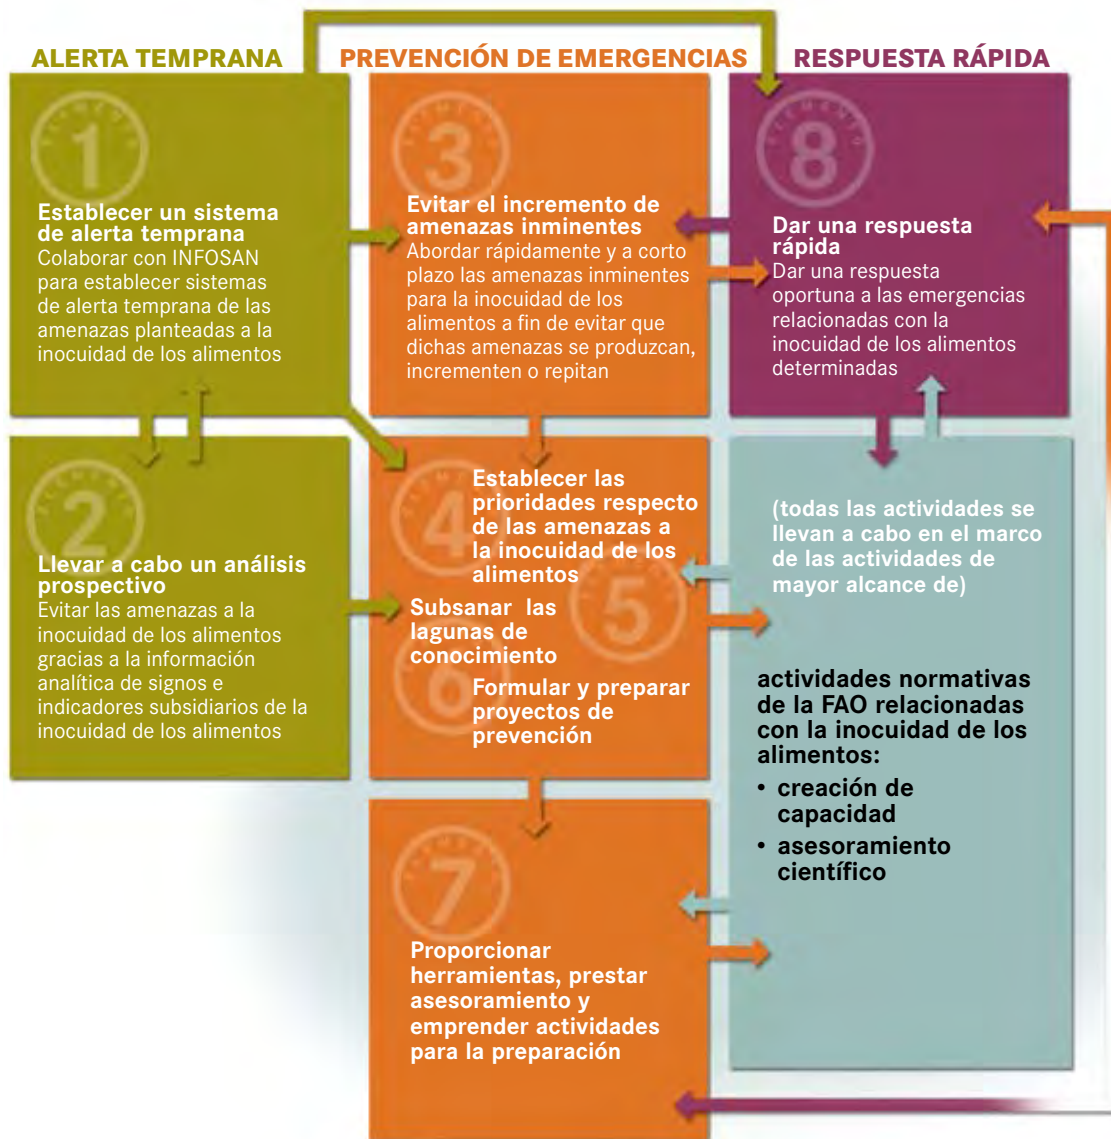 ALERTA TEMPRANA
PREVENCIÓN DE EMERGENCIAS
RESPUESTA RÁPIDA
ELEMENTO
1
Establecer un sistema
de alerta temprana
Colaborar con INFOSAN
para establecer sistemas
de alerta temprana de las
amenazas planteadas a la
inocuidad de los alimentos
ELEMENTO
2
Llevar a cabo un análisis
prospectivo
Evitar las amenazas a la
inocuidad de los alimentos
gracias a la información
analítica de signos e
indicadores subsidiarios de la
inocuidad de los alimentos
ELEMENTO
3
Evitar el incremento de
amenazas inminentes
Abordar rápidamente y a corto
plazo las amenazas inminentes
para la inocuidad de los
alimentos a fin de evitar que
dichas amenazas se produzcan,
incrementen o repitan
ELEMENTO
4
Establecer las
prioridades respecto
de las amenazas a
la inocuidad de los
alimentos
ELEMENTO
5
Subsanar las
lagunas de
conocimiento
ELEMENTO
6
Formular y preparar
proyectos de
prevención
ELEMENTO
7
Proporcionar
herramientas, prestar
asesoramiento y
emprender actividades
para la preparación
ELEMENTO
8
Dar una respuesta
rápida
Dar una respuesta
oportuna a las emergencias
relacionadas con la
inocuidad de los alimentos
determinadas
(todas las actividades se
llevan a cabo en el marco
de las actividades de
mayor alcance de)
actividades normativas
de la FAO relacionadas
con la inocuidad de los
alimentos:
• creación de
capacidad
• asesoramiento
científico